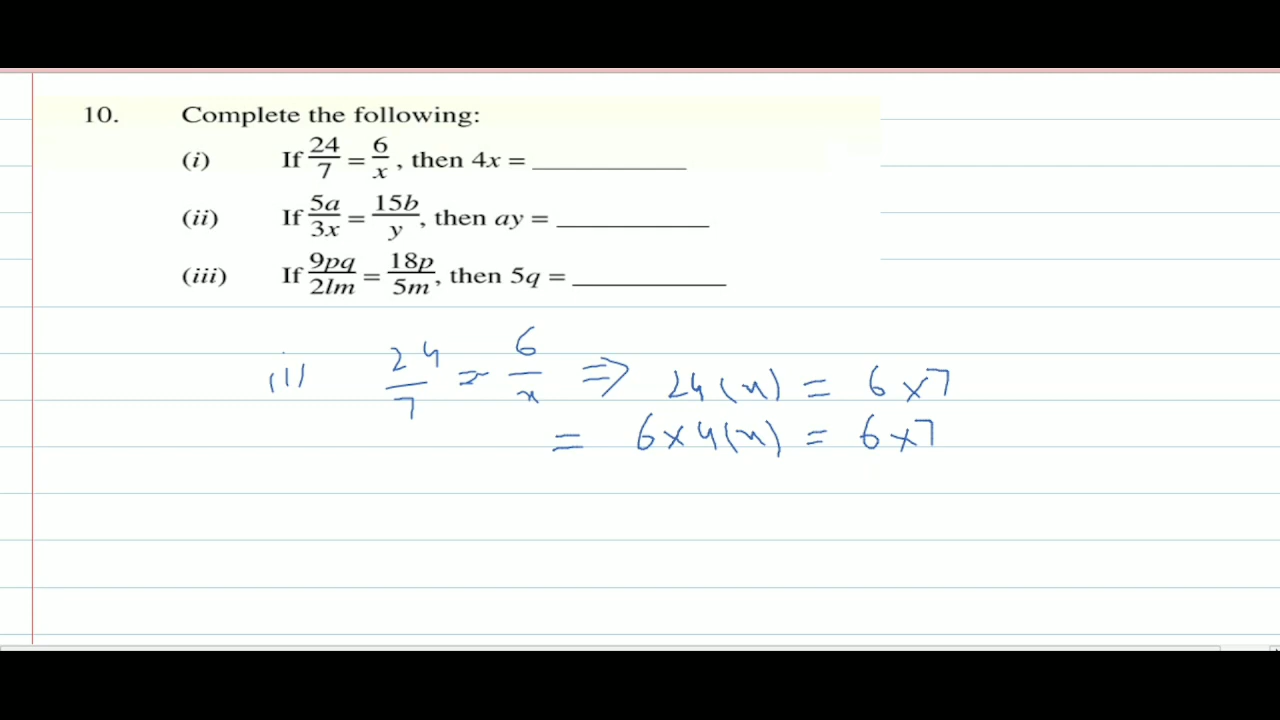 10. Complete the following:
(i) If 24/7 = 6/x, then 4x = ____________
(ii) If 5a/3x = 15b/y, then ay = ____________
(iii) If 9pq/2lm = 18p/5m, then 5q = ____________
(i) 24/7 = 6/x ⇒ 24(x) = 6×7
= 6×4(x) = 6×7